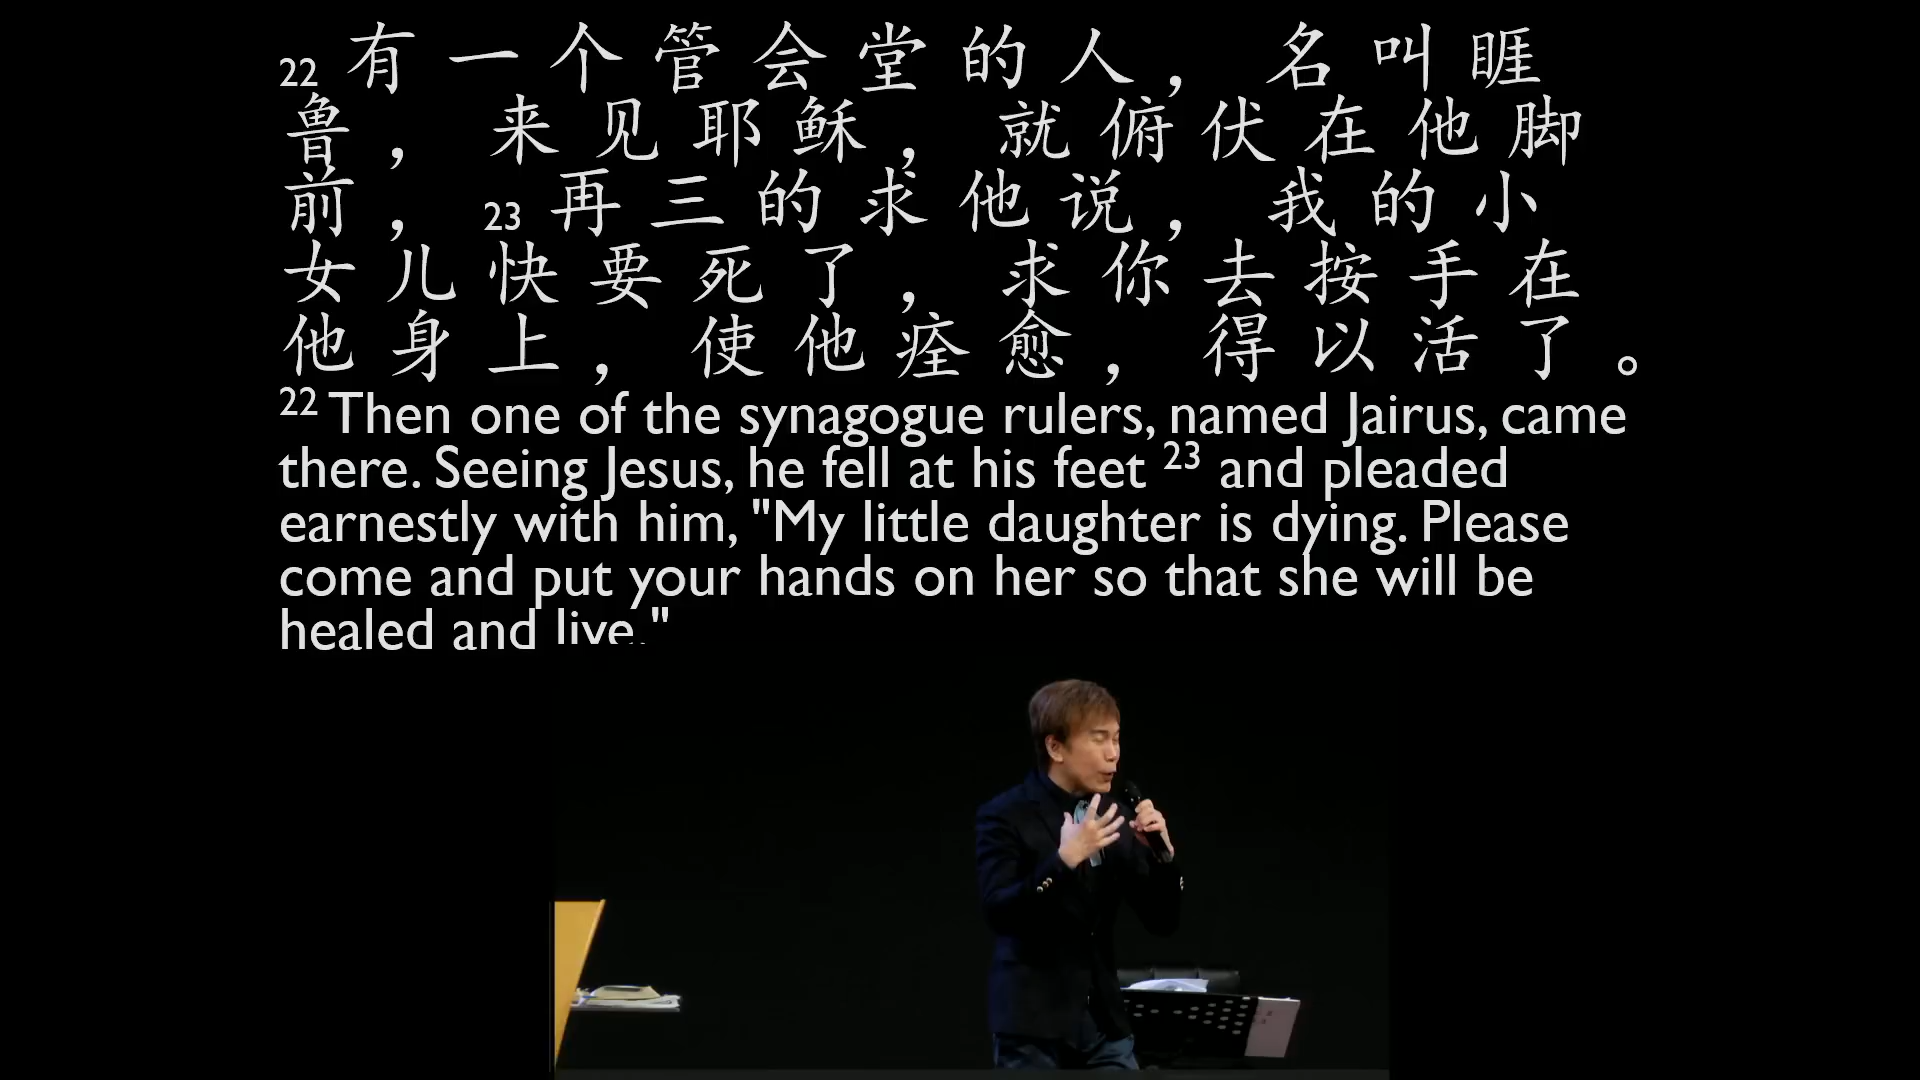 22 有一个管会堂的人，名叫睚
鲁，来见耶稣，就俯伏在他脚
前，23 再三的求他说，我的小
女儿快要死了，求你去按手在
他身上，使他痊愈，得以活了。
22 Then one of the synagogue rulers, named Jairus, came
there. Seeing Jesus, he fell at his feet 23 and pleaded
earnestly with him, "My little daughter is dying. Please
come and put your hands on her so that she will be
healed and live."